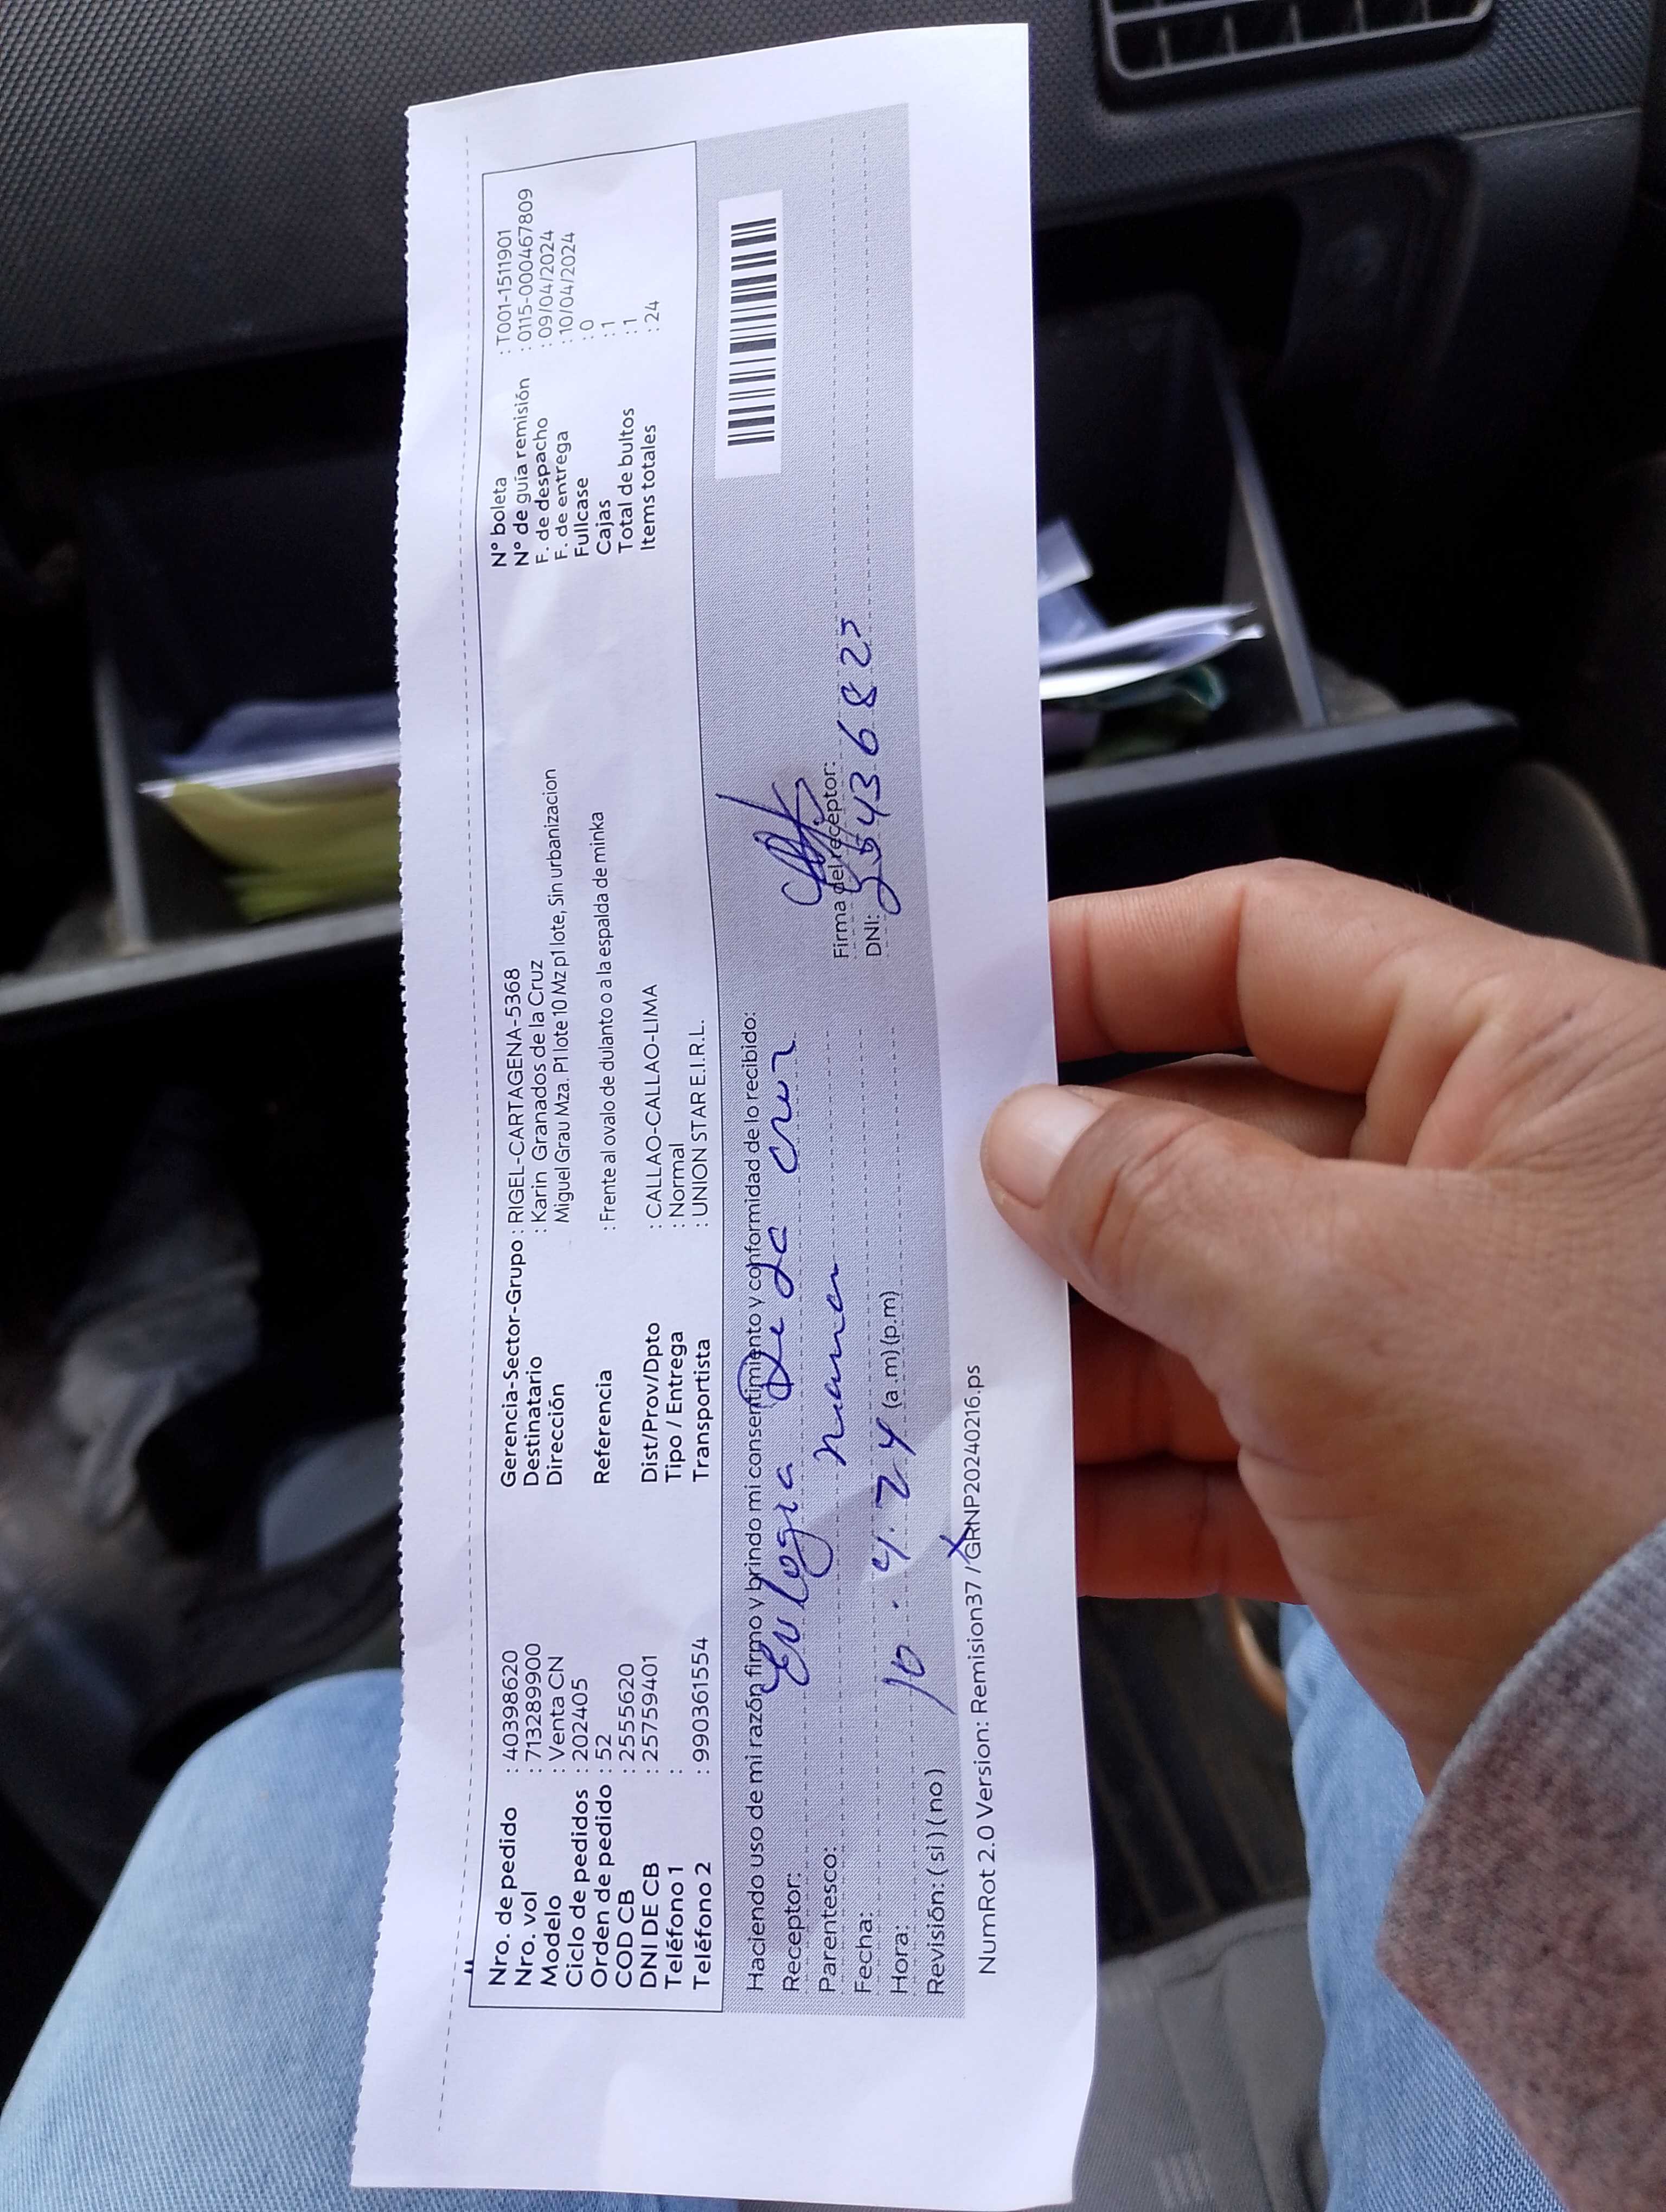 Nro. de pedido : 40398620
Nro. vol : 713289900
Modelo : Venta CN
Ciclo de pedidos : 202405
Orden de pedido : 52
COD CB : 2555620
DNI DE CB : 25759401
Teléfono 1 :
Teléfono 2 : 990361554
Gerencia-Sector-Grupo : RIGEL-CARTAGENA-5368
Destinatario : Karin Granados de la Cruz
Dirección Miguel Grau Mza. P1 lote 10 Mz p1 lote, Sin urbanizacion
Referencia : Frente al ovalo de dulanto o a la espalda de minka
Dist/Prov/Dpto : CALLAO-CALLAO-LIMA
Tipo / Entrega : Normal
Transportista : UNION STAR E.I.R.L.
N° boleta : T001-1511901
N° de guía remisión : 0115-000467809
F. de despacho : 09/04/2024
F. de entrega : 10/04/2024
Fullcase : 0
Cajas : 1
Total de bultos : 1
Items totales : 24
Haciendo uso de mi razón firmo y brindo mi consentimiento y conformidad de lo recibido:
Receptor: Eulogia De La Cruz
Parentesco: mama
Fecha: 10. 4. 24
Hora: (a.m)(p.m)
Revisión: (si) (no)
Firma del receptor:
DNI:
NumRot 2.0 Version: Remision37 / GRNP20240216.ps